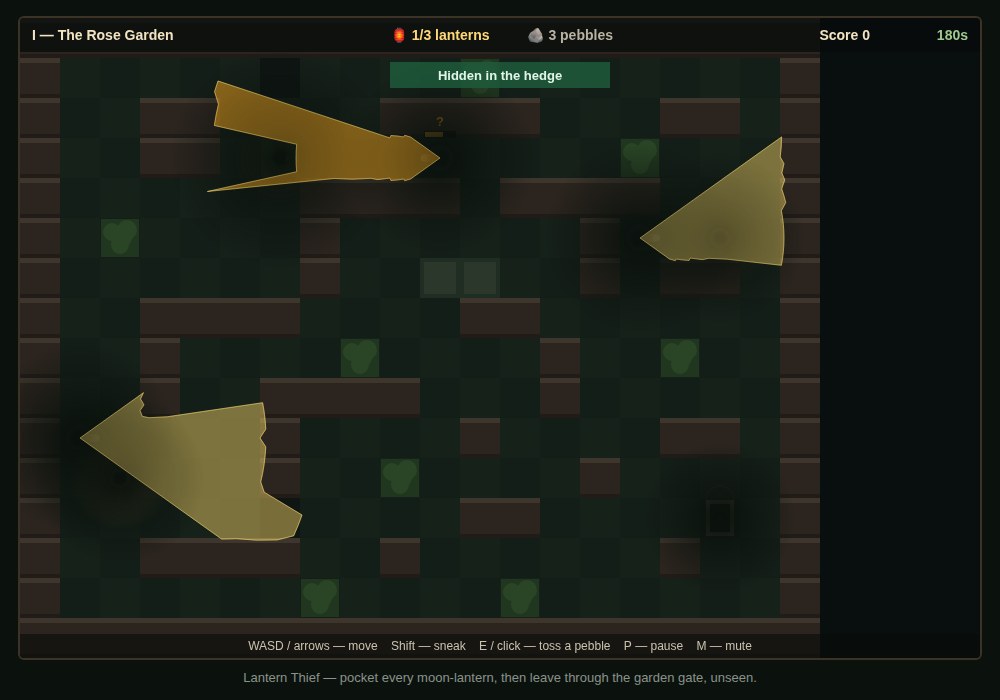 I — The Rose Garden
1/3 lanterns
3 pebbles
Score 0
180s
Hidden in the hedge
?
WASD / arrows — move Shift — sneak E / click — toss a pebble P — pause M — mute
Lantern Thief — pocket every moon-lantern, then leave through the garden gate, unseen.